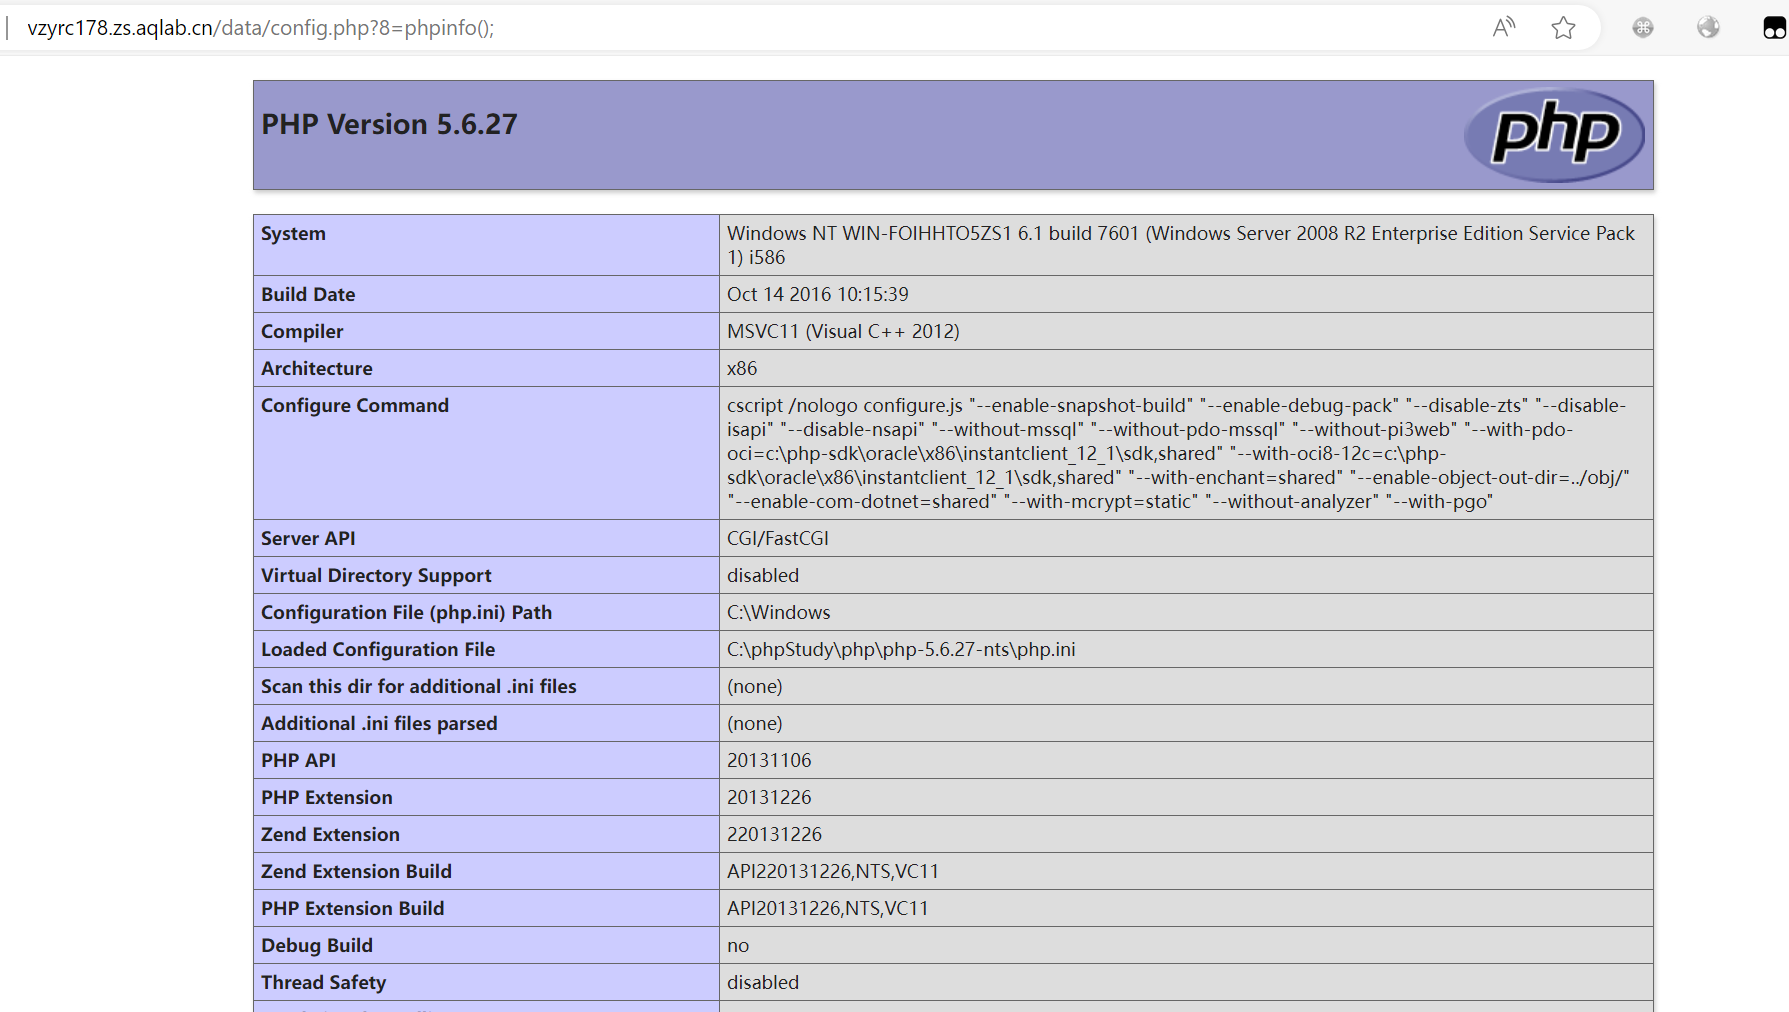 vzyrc178.zs.aqlab.cn/data/config.php?8=phpinfo();
PHP Version 5.6.27
php
System
Windows NT WIN-FOIHHTO5ZS1 6.1 build 7601 (Windows Server 2008 R2 Enterprise Edition Service Pack
1) i586
Build Date
Oct 14 2016 10:15:39
Compiler
MSVC11 (Visual C++ 2012)
Architecture
x86
Configure Command
cscript /nologo configure.js "--enable-snapshot-build" "--enable-debug-pack" "--disable-zts" "--disable-
isapi" "--disable-nsapi" "--without-mssql" "--without-pdo-mssql" "--without-pi3web" "--with-pdo-
oci=c:\php-sdk\oracle\x86\instantclient_12_1\sdk,shared" "--with-oci8-12c=c:\php-
sdk\oracle\x86\instantclient_12_1\sdk,shared" "--with-enchant=shared" "--enable-object-out-dir=../obj/"
"--enable-com-dotnet=shared" "--with-mcrypt=static" "--without-analyzer" "--with-pgo"
Server API
CGI/FastCGI
Virtual Directory Support
disabled
Configuration File (php.ini) Path
C:\Windows
Loaded Configuration File
C:\phpStudy\php\php-5.6.27-nts\php.ini
Scan this dir for additional .ini files
(none)
Additional .ini files parsed
(none)
PHP API
20131106
PHP Extension
20131226
Zend Extension
220131226
Zend Extension Build
API220131226,NTS,VC11
PHP Extension Build
API20131226,NTS,VC11
Debug Build
no
Thread Safety
disabled